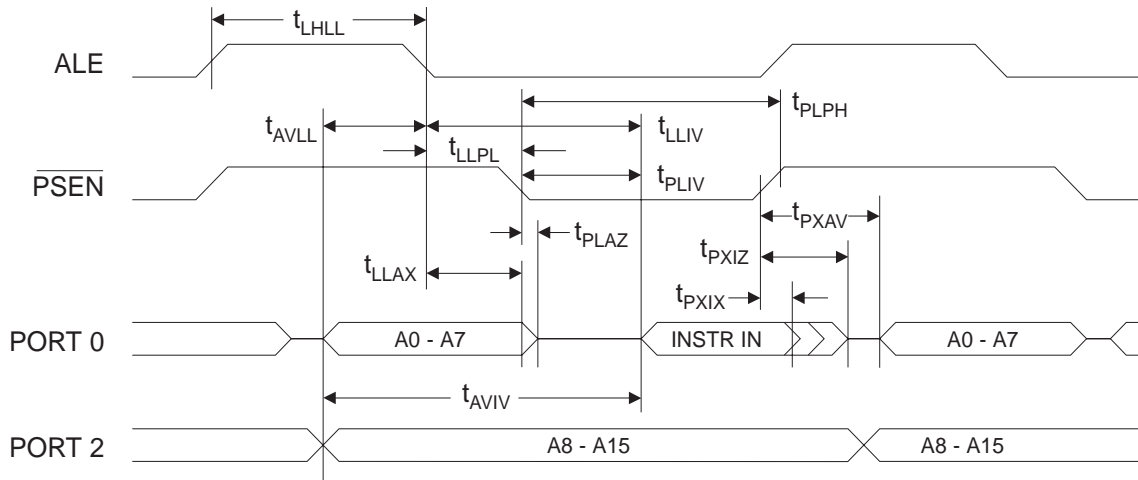 tLHLL
ALE
tPLPH
tAVLL
tLLIV
tLLPL
PSEN
tPLIV
tPXAV
tPLAZ
tPXIZ
tLLAX
tPXIX
PORT 0
A0 - A7
INSTR IN
A0 - A7
tAVIV
PORT 2
A8 - A15
A8 - A15